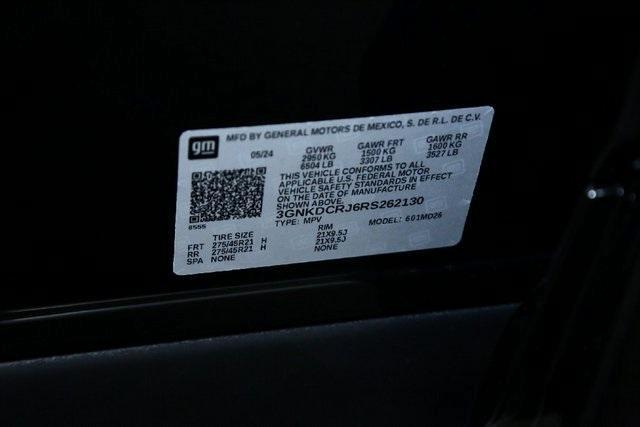 gm
MFD BY GENERAL MOTORS DE MEXICO, S. DE R.L. DE C.V.
05/24 GVWR GAWR FRT GAWR RR
2950 KG 1500 KG 1600 KG
6504 LB 3307 LB 3527 LB
THIS VEHICLE CONFORMS TO ALL
APPLICABLE U.S. FEDERAL MOTOR
VEHICLE SAFETY STANDARDS IN EFFECT
ON THE DATE OF MANUFACTURE
SHOWN ABOVE.
3GNKDCRJ6RS262130
TYPE: MPV MODEL: 601MD26
TIRE SIZE RIM
FRT 275/45R21 H 21X9.5J
RR 275/45R21 H 21X9.5J
SPA NONE NONE